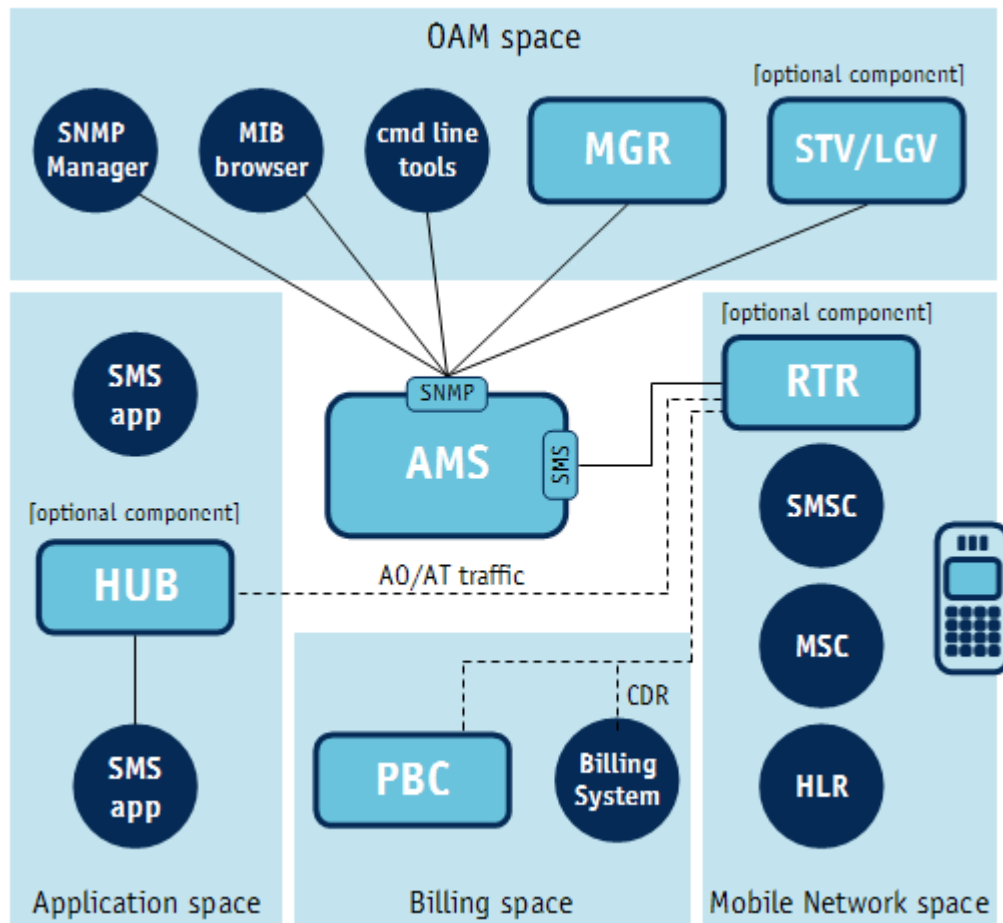 OAM space
[optional component]
SNMP
Manager
MIB
browser
cmd line
tools
MGR
STV/LGV
[optional component]
RTR
SMS
app
SNMP
AMS
SMS
SMSC
[optional component]
HUB
AO/AT traffic
MSC
CDR
SMS
app
PBC
Billing
System
HLR
Application space
Billing space
Mobile Network space